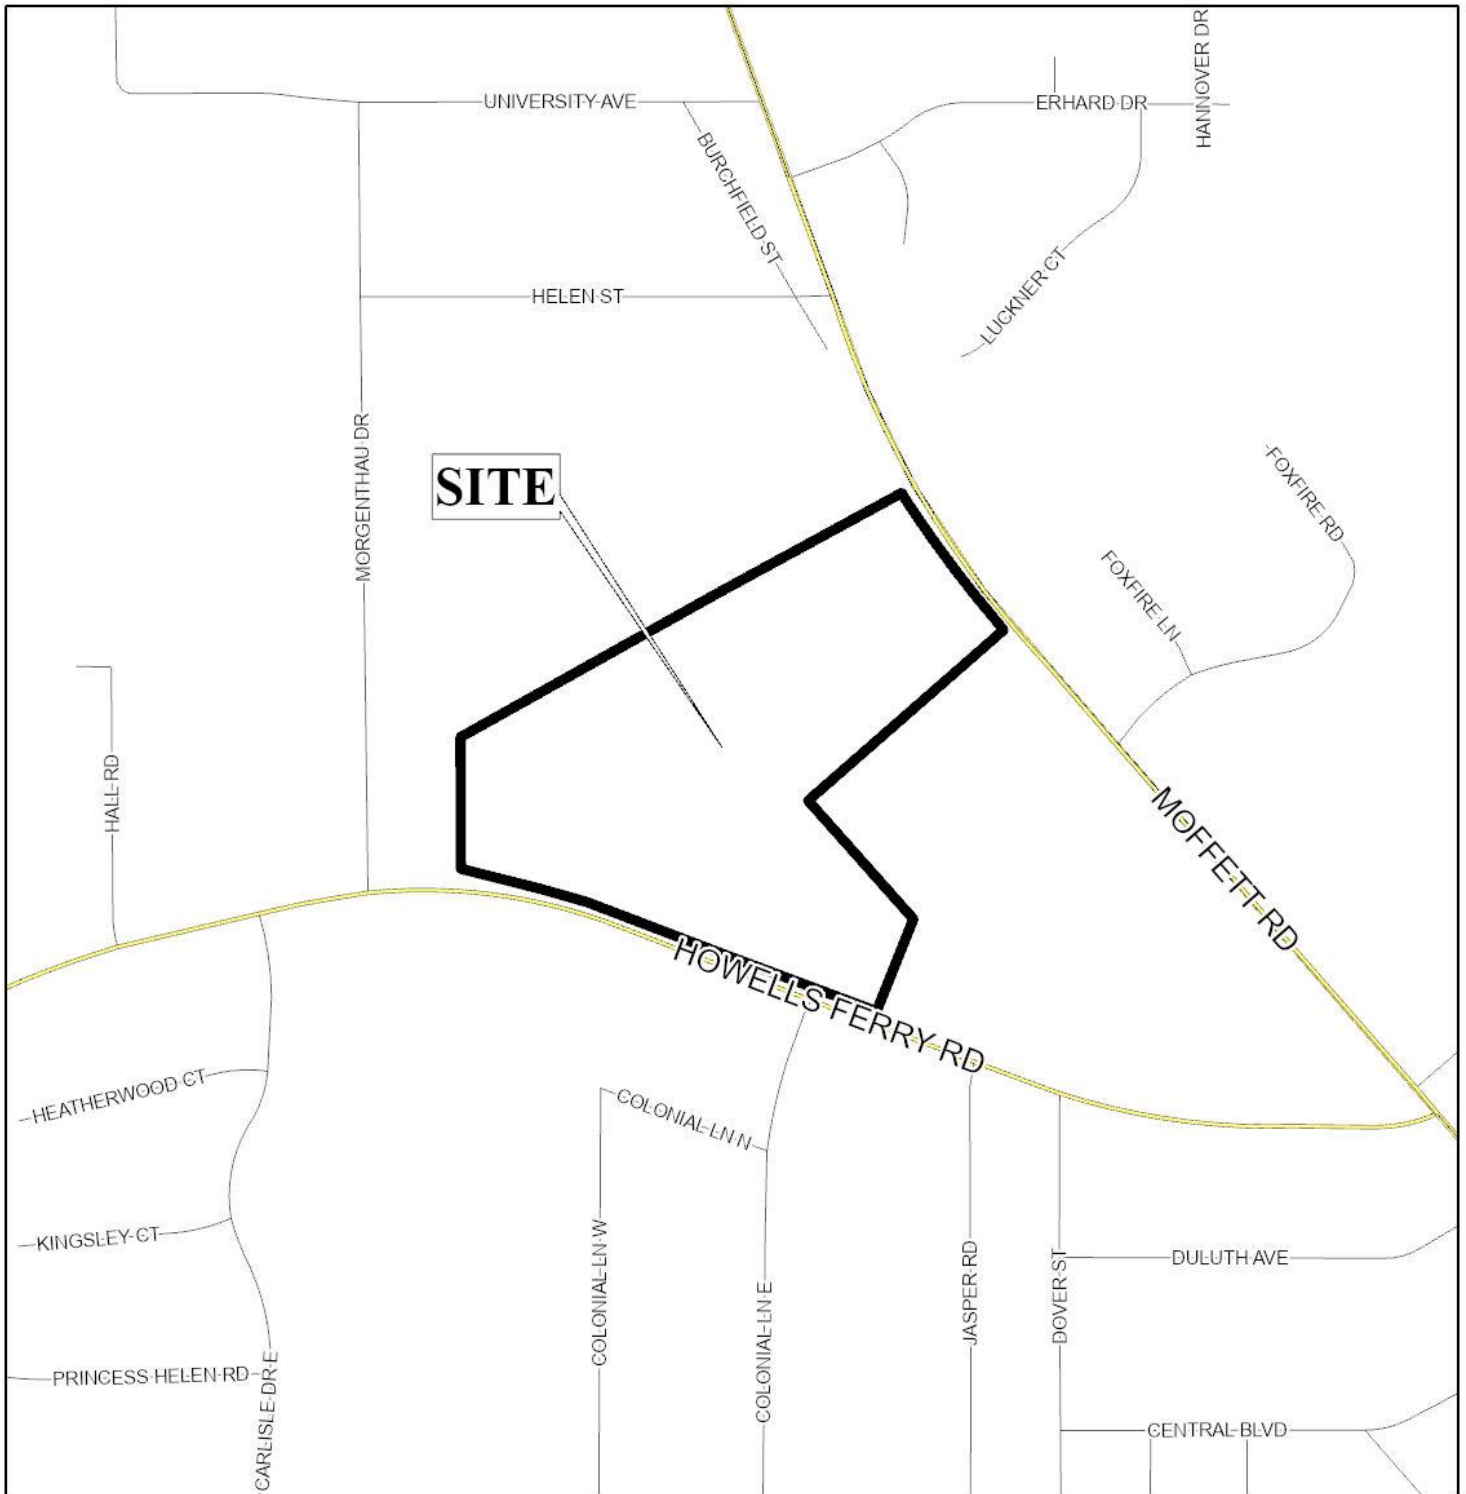 HANNOVER DR
UNIVERSITY AVE
ERHARD DR
BURCHFIELD ST
HELEN ST
LUCKNER CT
MORGENTHAU DR
SITE
FOXFIRE RD
FOXFIRE LN
HALL RD
MOFFETT RD
HOWELLS FERRY RD
HEATHERWOOD CT
COLONIAL LN N
KINGSLEY CT
COLONIAL LN W
COLONIAL LN E
JASPER RD
DOVER ST
DULUTH AVE
PRINCESS HELEN RD
CARLISLE DR E
CENTRAL BLVD